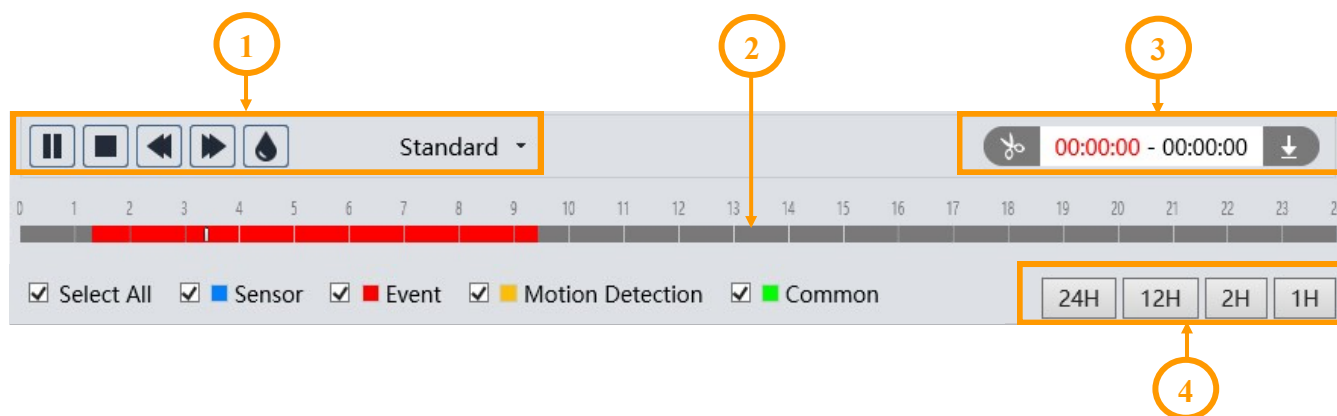 1 2 3
Standard 00:00:00 - 00:00:00
0 1 2 3 4 5 6 7 8 9 10 11 12 13 14 15 16 17 18 19 20 21 22 23 2
Select All Sensor Event Motion Detection Common
24H 12H 2H 1H
4